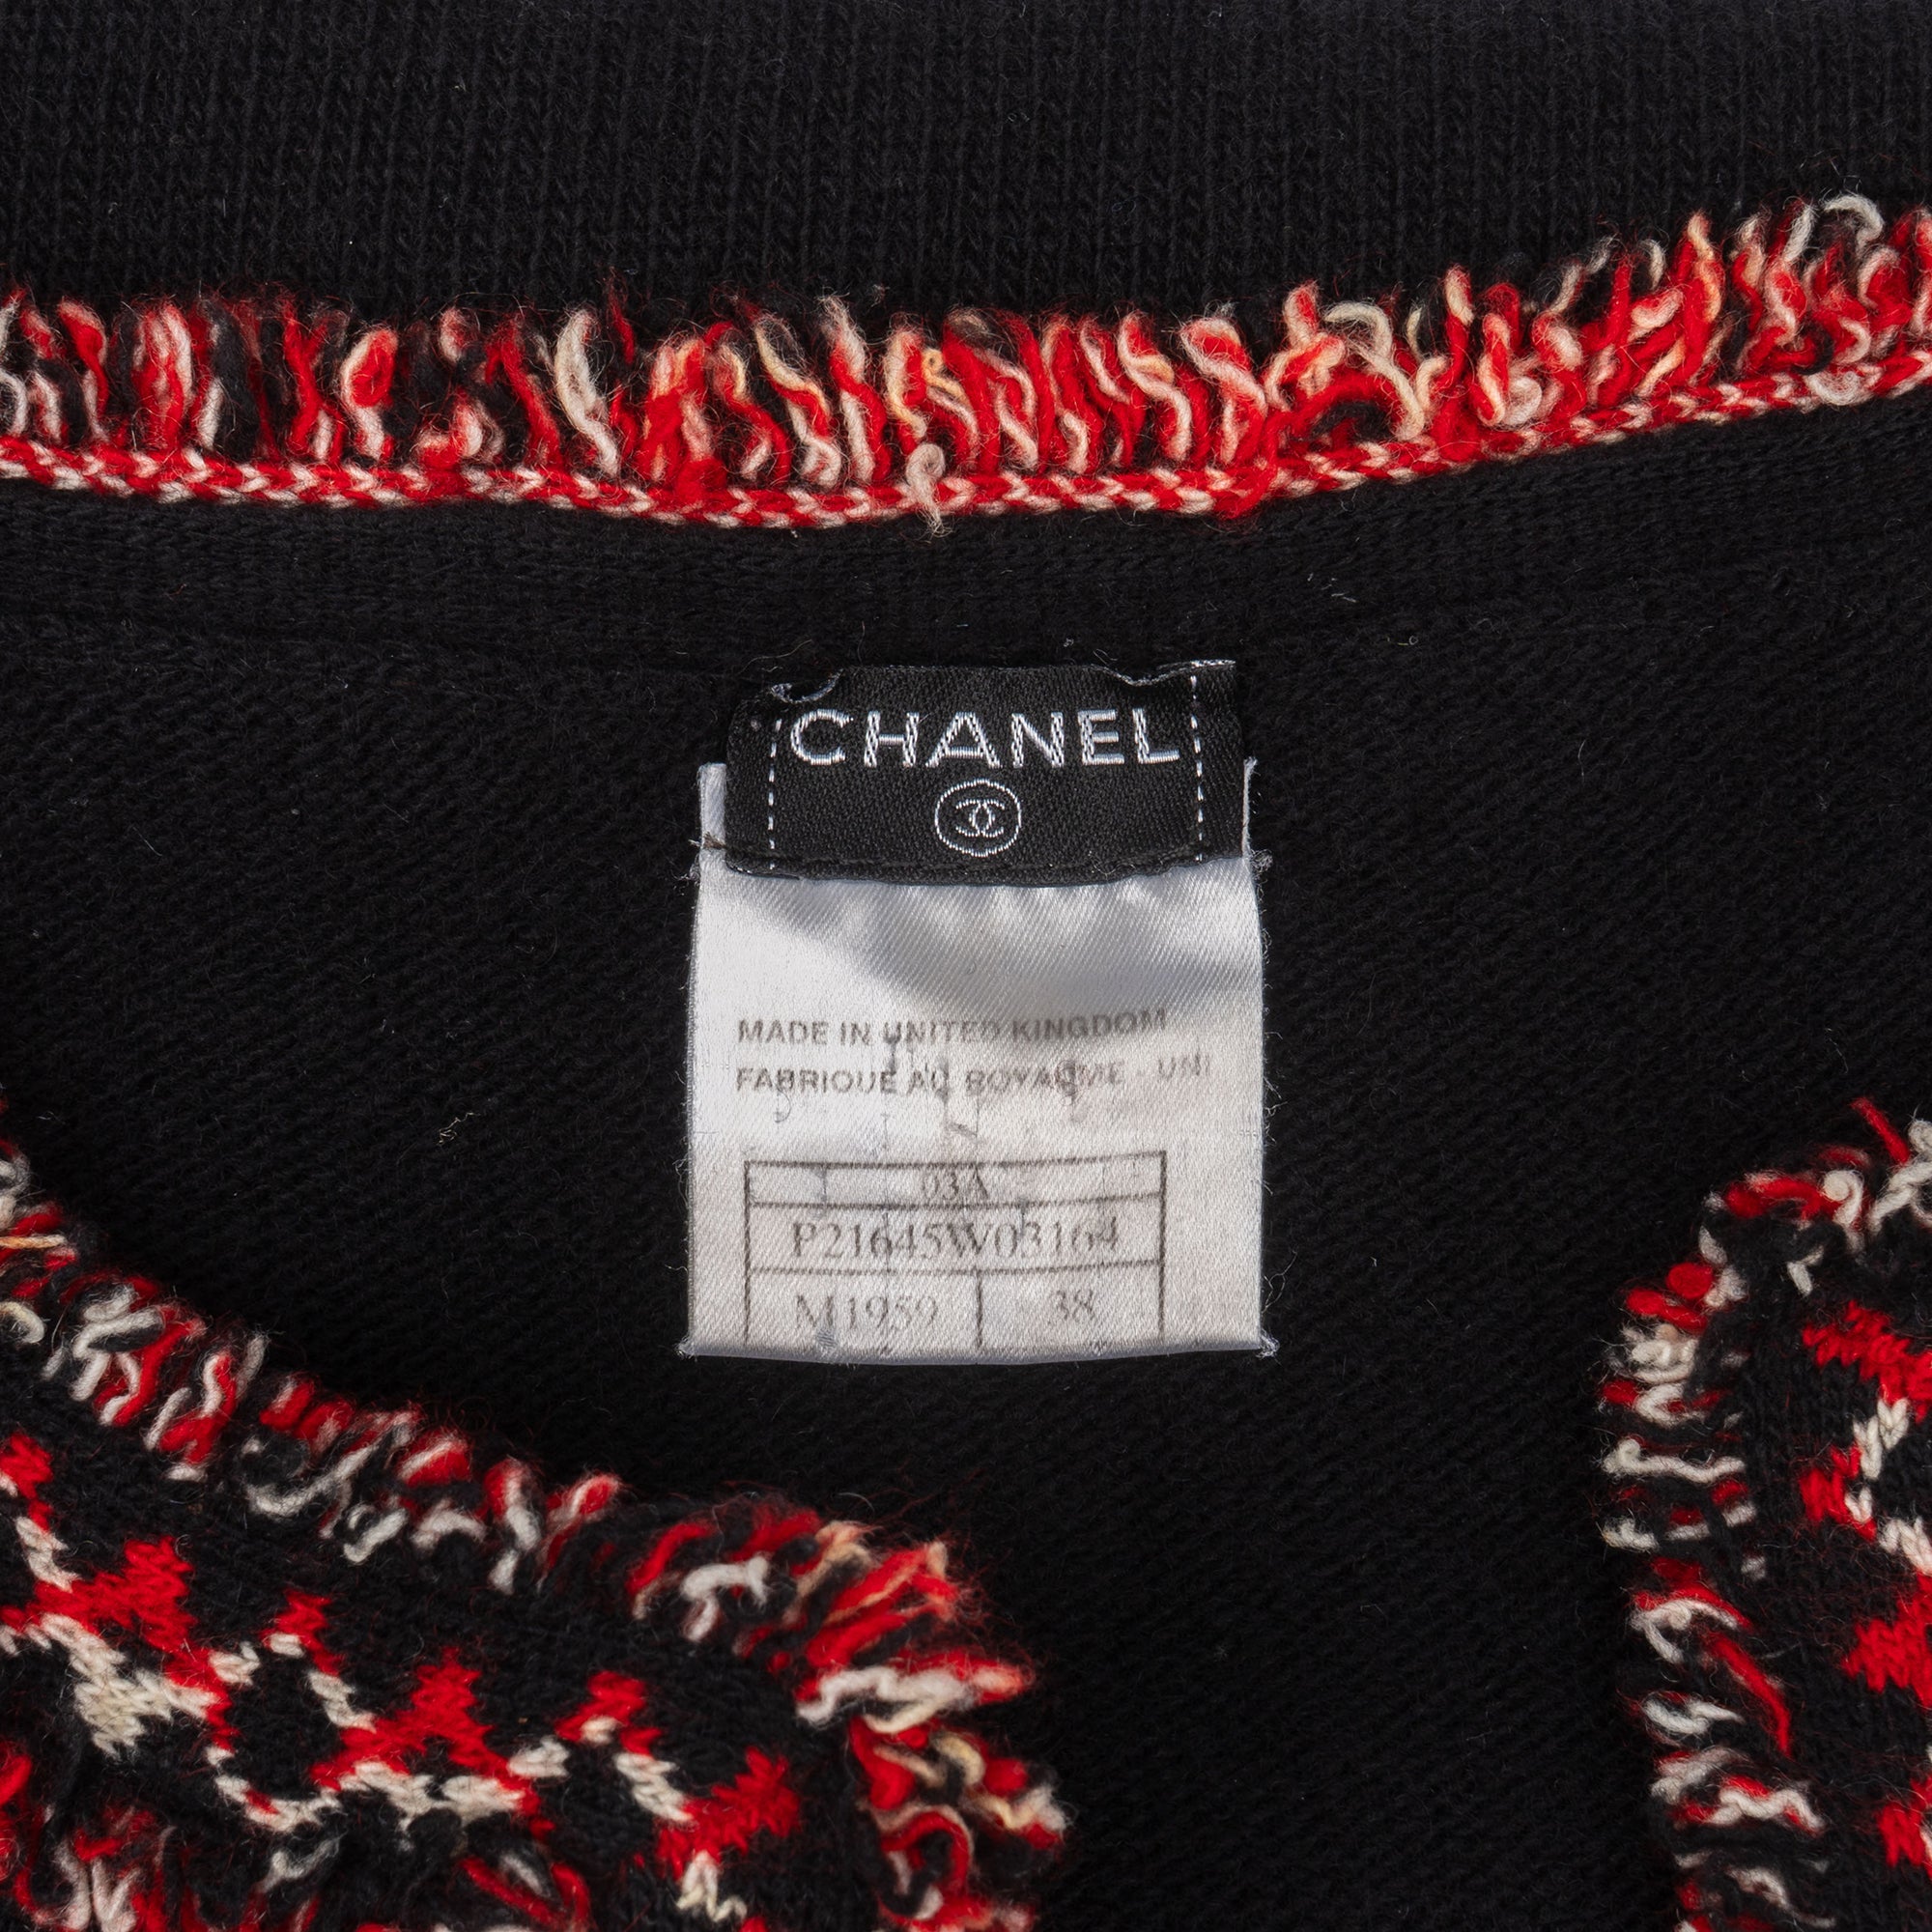 CHANEL
MADE IN UNITED KINGDOM
FABRIQUE AU ROYAUME - UNI
03A
P21645W03164
M1959 38